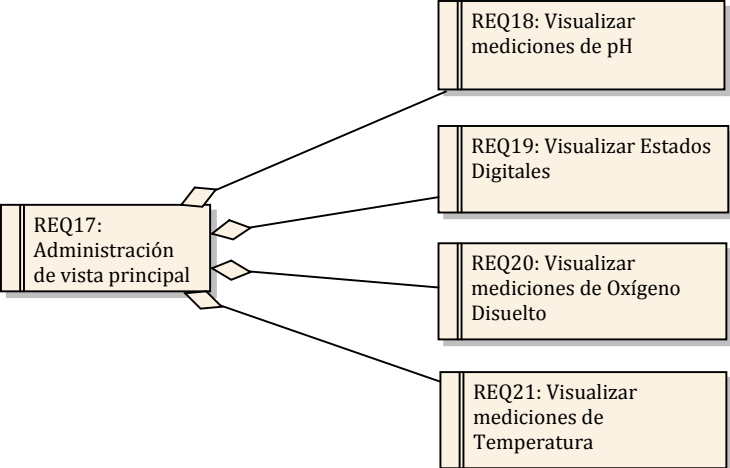 REQ18: Visualizar
mediciones de pH
REQ19: Visualizar Estados
Digitales
REQ17:
Administración
de vista principal
REQ20: Visualizar
mediciones de Oxígeno
Disuelto
REQ21: Visualizar
mediciones de
Temperatura